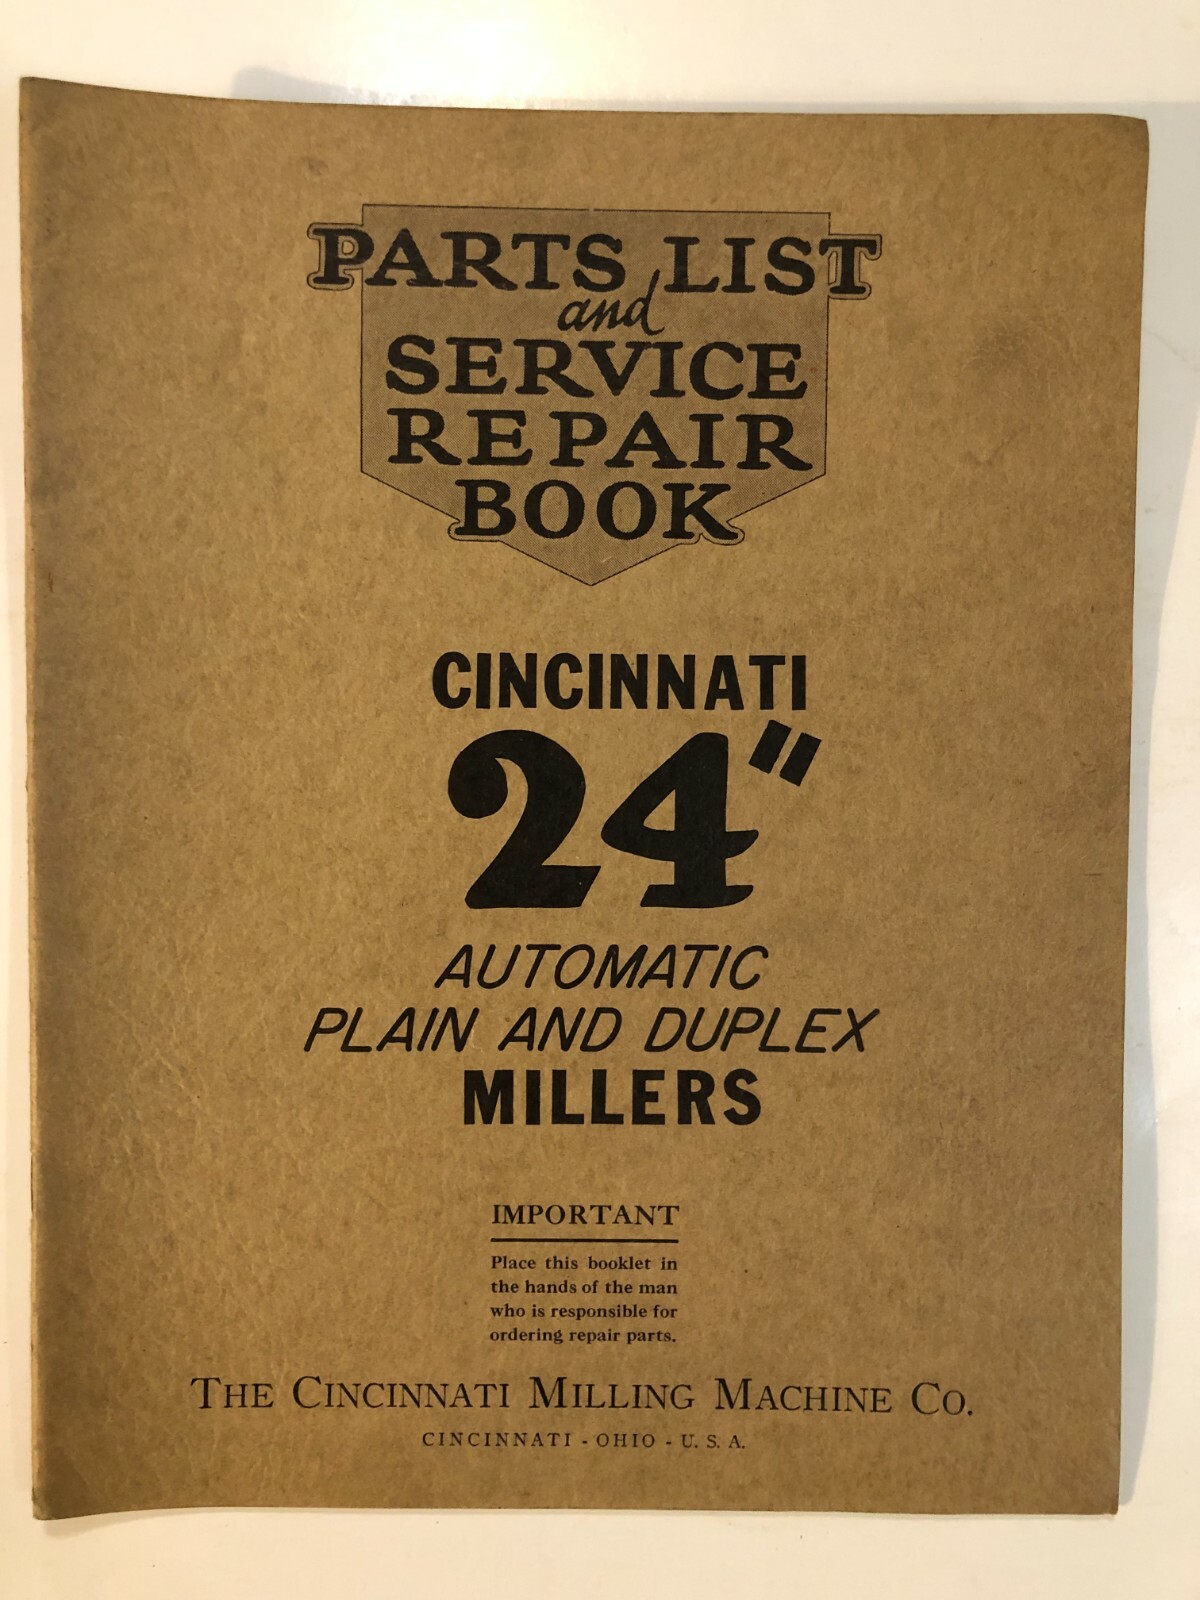 PARTS LIST
and
SERVICE
REPAIR
BOOK
CINCINNATI
24"
AUTOMATIC
PLAIN AND DUPLEX
MILLERS
IMPORTANT
Place this booklet in
the hands of the man
who is responsible for
ordering repair parts.
THE CINCINNATI MILLING MACHINE CO.
CINCINNATI - OHIO - U. S. A.